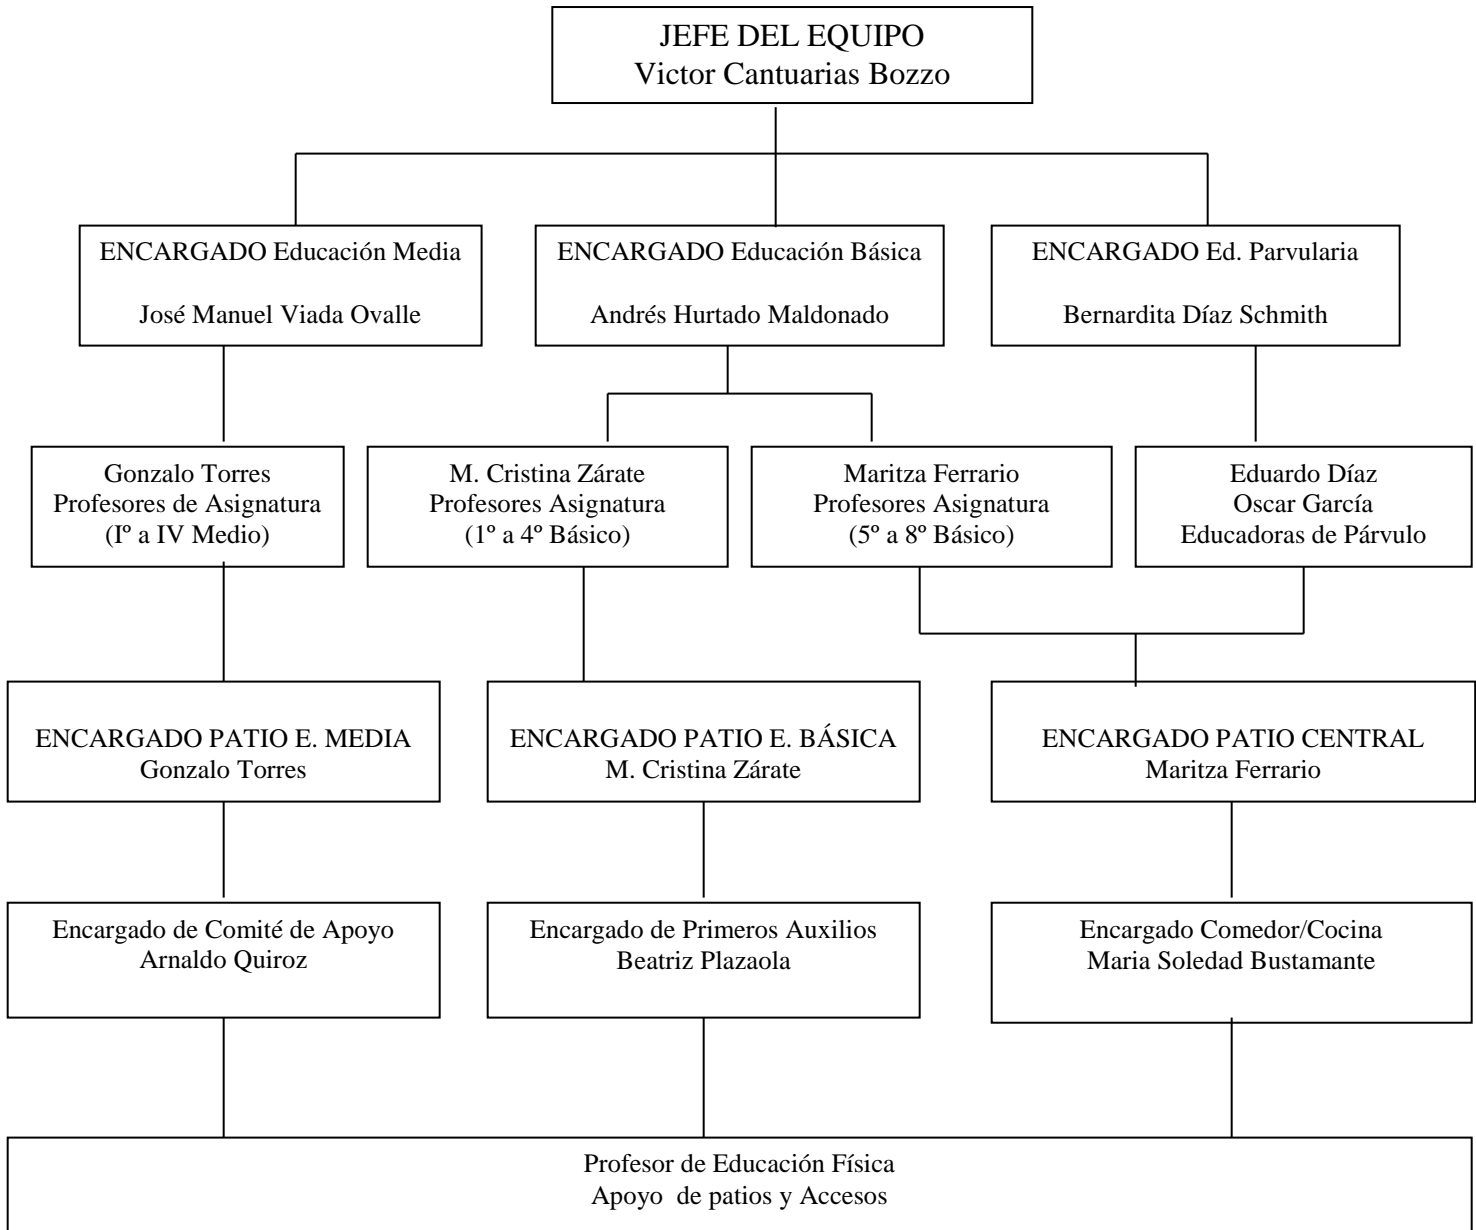 JEFE DEL EQUIPO
Victor Cantuarias Bozzo
ENCARGADO Educación Media
José Manuel Viada Ovalle
ENCARGADO Educación Básica
Andrés Hurtado Maldonado
ENCARGADO Ed. Parvularia
Bernardita Díaz Schmith
Gonzalo Torres
Profesores de Asignatura
(Iº a IV Medio)
M. Cristina Zárate
Profesores Asignatura
(1º a 4º Básico)
Maritza Ferrario
Profesores Asignatura
(5º a 8º Básico)
Eduardo Díaz
Oscar García
Educadoras de Párvulo
ENCARGADO PATIO E. MEDIA
Gonzalo Torres
ENCARGADO PATIO E. BÁSICA
M. Cristina Zárate
ENCARGADO PATIO CENTRAL
Maritza Ferrario
Encargado de Comité de Apoyo
Arnaldo Quiroz
Encargado de Primeros Auxilios
Beatriz Plazaola
Encargado Comedor/Cocina
Maria Soledad Bustamante
Profesor de Educación Física
Apoyo de patios y Accesos